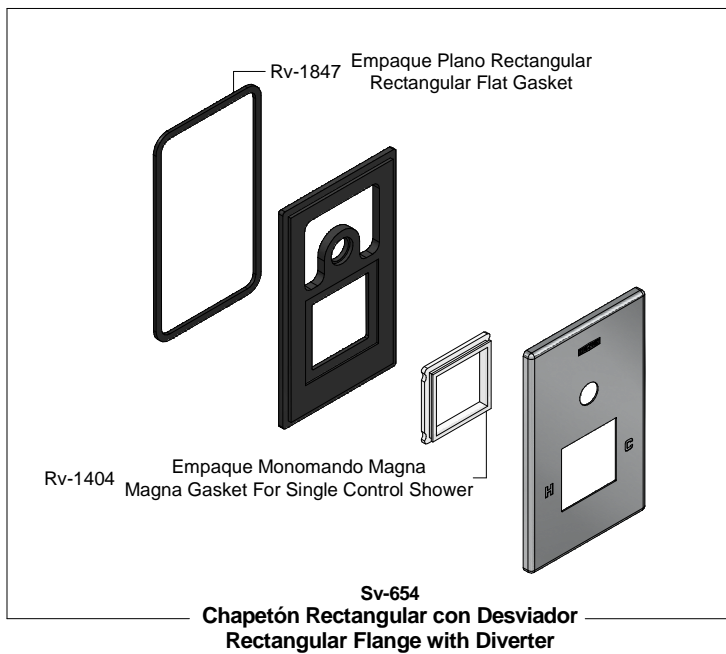 Rv-1847
Empaque Plano Rectangular
Rectangular Flat Gasket
Rv-1404
Empaque Monomando Magna
Magna Gasket For Single Control Shower
H
C
Sv-654
Chapetón Rectangular con Desviador
Rectangular Flange with Diverter